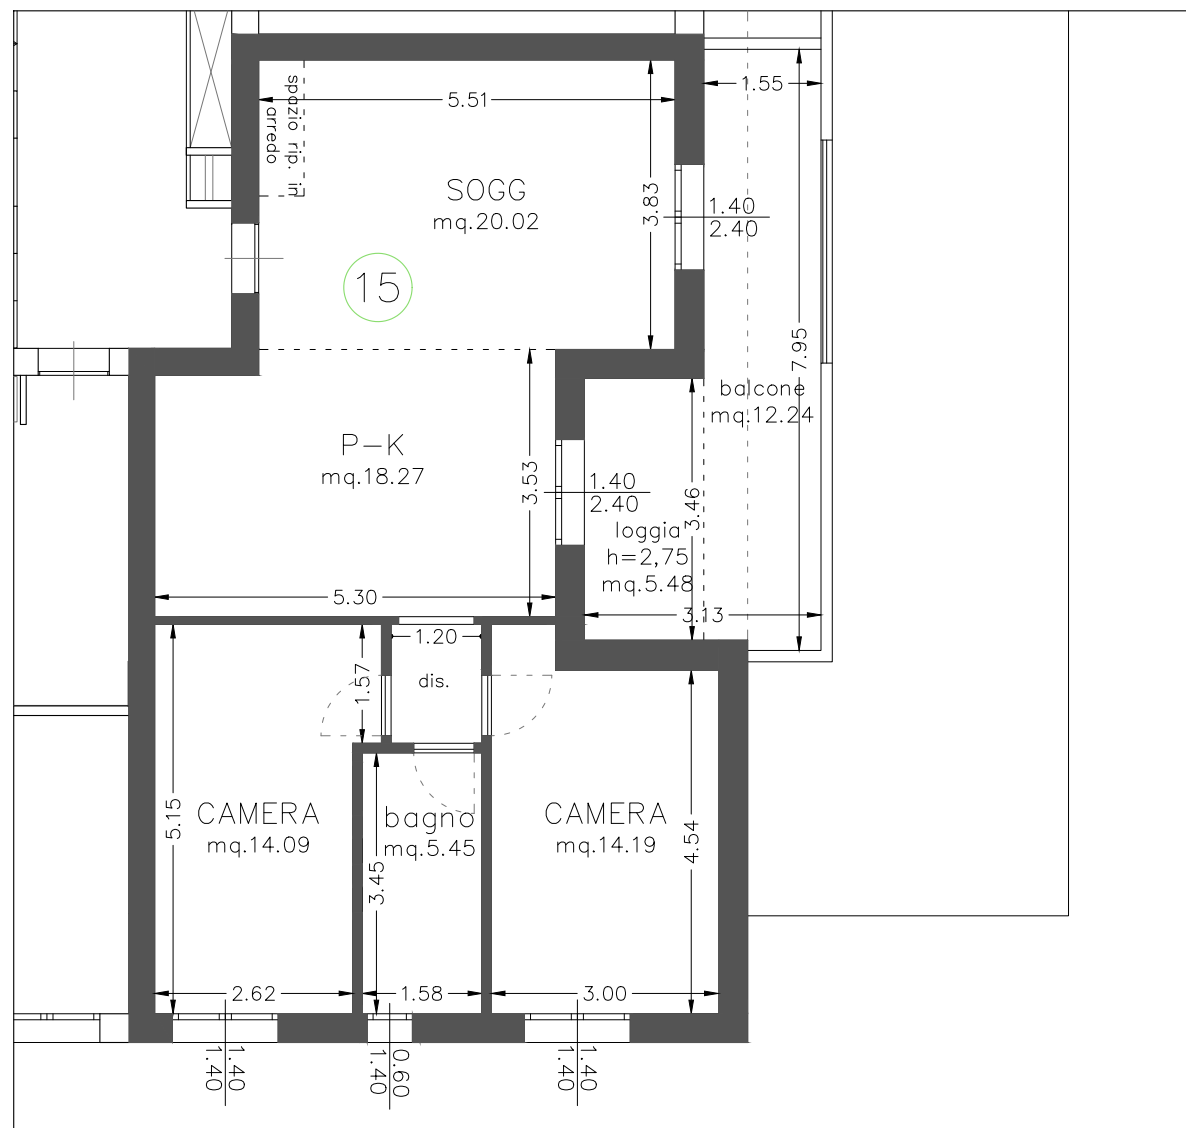 1.55
5.51
spazio rip. in
arredo
SOGG
mq.20.02
3.83
1.40
2.40
15
7.95
balcone
mq.12.24
P-K
mq.18.27
3.53
1.40
2.40
3.46
loggia
h=2,75
mq.5.48
5.30
3.13
1.20
1.57
dis.
5.15
CAMERA
mq.14.09
bagno
mq.5.45
CAMERA
mq.14.19
4.54
3.45
2.62
1.58
3.00
1.40
1.40
0.60
1.40
1.40
1.40